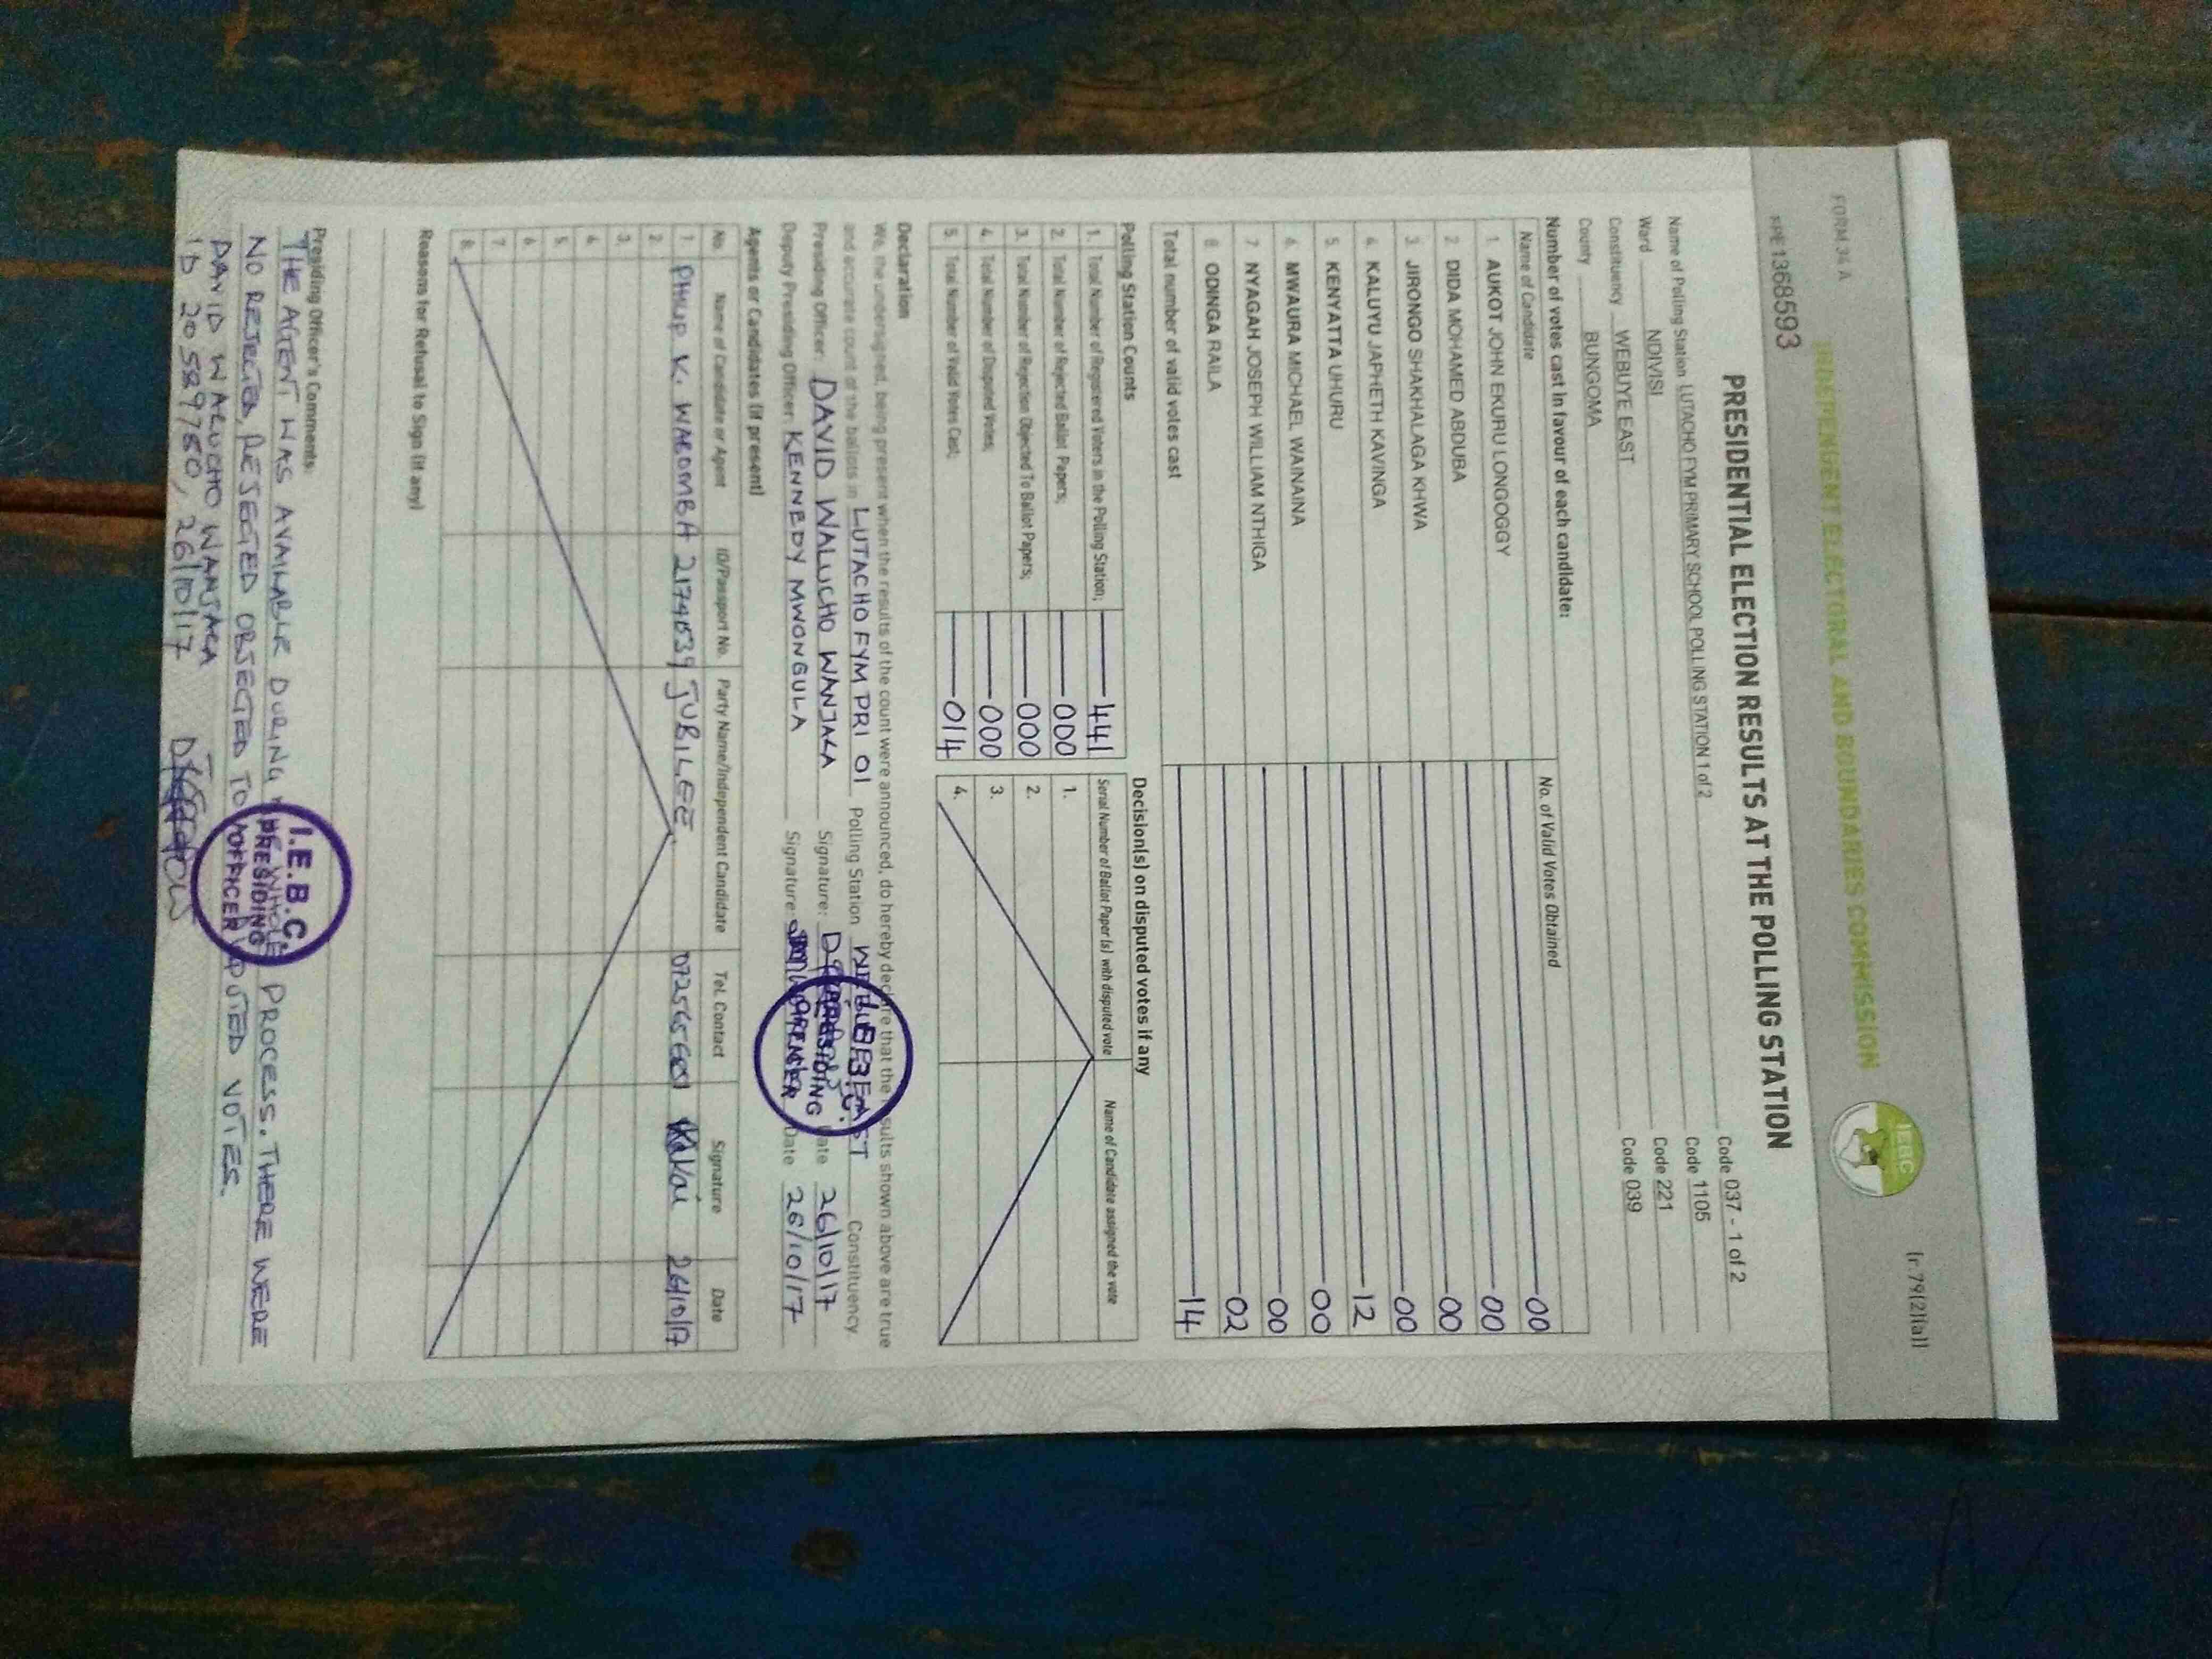 FORM 34 A
(r.79(2)(a))
INDEPENDENT ELECTORAL AND BOUNDARIES COMMISSION
IEBC
1368593
PRESIDENTIAL ELECTION RESULTS AT THE POLLING STATION
Name of Polling Station LUTACHO FYM PRIMARY SCHOOL POLLING STATION 1 of 2 Code 037 - 1 of 2
Ward NDIVISI Code 1105
Constituency WEBUYE EAST Code 221
County BUNGOMA Code 039
Number of votes cast in favour of each candidate:
Name of Candidate No. of Valid Votes Obtained
1. AUKOT JOHN EKURU LONGOGGY 00
2. DIDA MOHAMED ABDUBA 00
3. JIRONGO SHAKHALAGA KHWA 00
4. KALUYU JAPHETH KAVINGA 00
5. KENYATTA UHURU 12
6. MWAURA MICHAEL WAINAINA 00
7. NYAGAH JOSEPH WILLIAM NTHIGA 00
8. ODINGA RAILA 02
Total number of valid votes cast 14
Polling Station Counts
1. Total Number of Registered Voters in the Polling Station; 441
2. Total Number of Rejected Ballot Papers; 000
3. Total Number of Rejection Objected To Ballot Papers; 000
4. Total Number of Disputed Votes; 000
5. Total Number of Valid Votes Cast; 014
Decision(s) on disputed votes if any
Serial Number of Ballot Paper (s) with disputed vote Name of Candidate assigned the vote
1.
2.
3.
4.
Declaration
We, the undersigned, being present when the results of the count were announced, do hereby declare that the results shown above are true
and accurate count of the ballots in LUTACHO FYM PRI 01 Polling Station WEBUYE EAST Constituency
Presiding Officer: DAVID WALUCHO WANJALA Signature: Date 26/10/17
Deputy Presiding Officer: KENNEDY MWONGULA Signature: Date 26/10/17
I.E.B.C.
PRESIDING
OFFICER
Agents or Candidates (if present)
No. Name of Candidate or Agent ID/Passport No. Party Name/Independent Candidate Tel. Contact Signature Date
1. PHILIP K. WABOMBA 21746639 JUBILEE Kakai 26/10/17
2.
3.
4.
5.
6.
7.
8.
Reasons for Refusal to Sign (if any)
Presiding Officer's Comments:
THE AGENT WAS AVAILABLE DURING THE WHOLE PROCESS. THERE WERE
NO REJECTED, REJECTED OBJECTED TO DISPUTED VOTES.
DAVID WALUCHO WANJALA
ID 20589780, 26/10/17
I.E.B.C.
PRESIDING
OFFICER